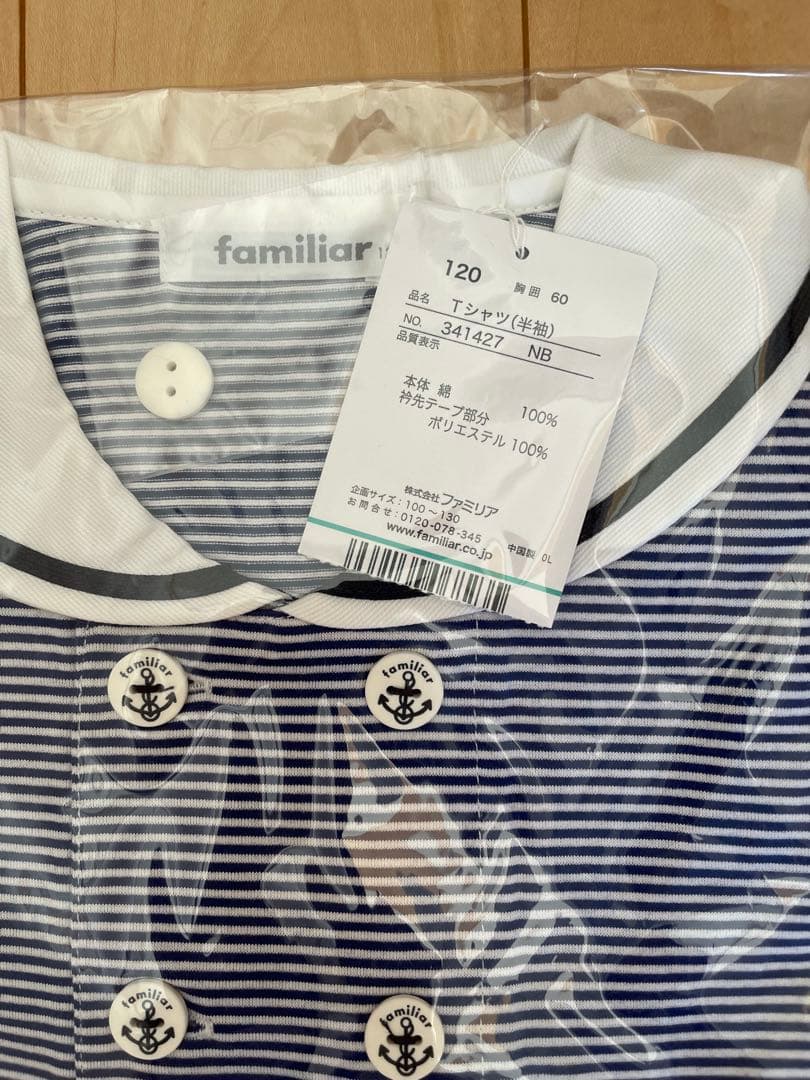 familiar
120 胸囲 60
品名 Tシャツ(半袖)
NO. 341427 NB
品質表示
本体 綿 100%
衿先テープ部分
ポリエステル 100%
株式会社ファミリア
企画サイズ:100~130
お問合せ:0120-078-345
www.familiar.co.jp
中国製 0L
familiar
familiar
familiar
familiar